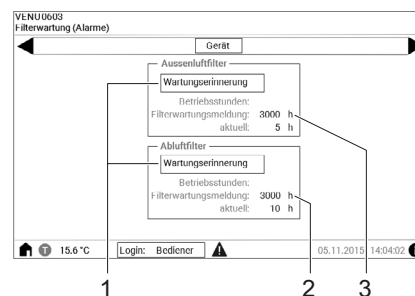 VENU0603
Filterwartung (Alarme)
Gerät
Aussenluftfilter
Wartungserinnerung
Betriebsstunden:
Filterwartungsmeldung: 3000 h
aktuell: 5 h
Abluftfilter
Wartungserinnerung
Betriebsstunden:
Filterwartungsmeldung: 3000 h
aktuell: 10 h
T 15.6 °C Login: Bediener 05.11.2015 14:04:02
1 2 3